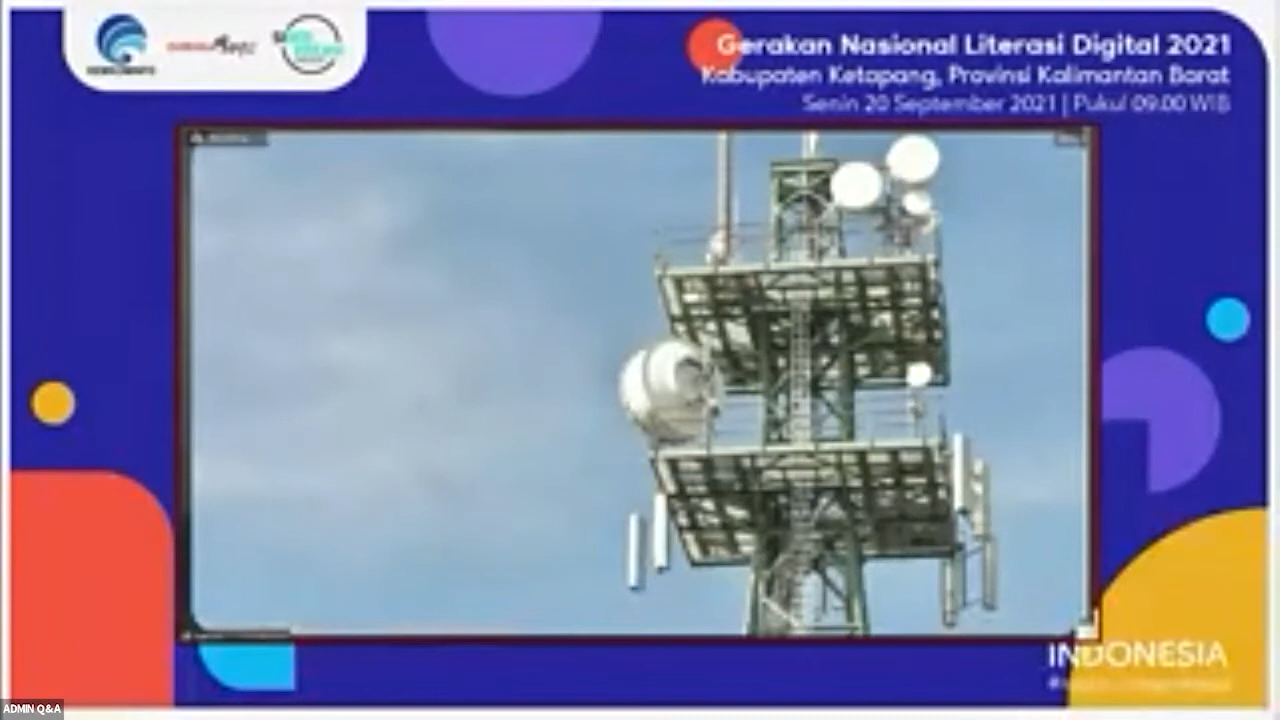 Gerakan Nasional Literasi Digital 2021
Kabupaten Ketapang, Provinsi Kalimantan Barat
Senin 20 September 2021 | Pukul 09.00 WIB
INDONESIA
ADMIN Q&A